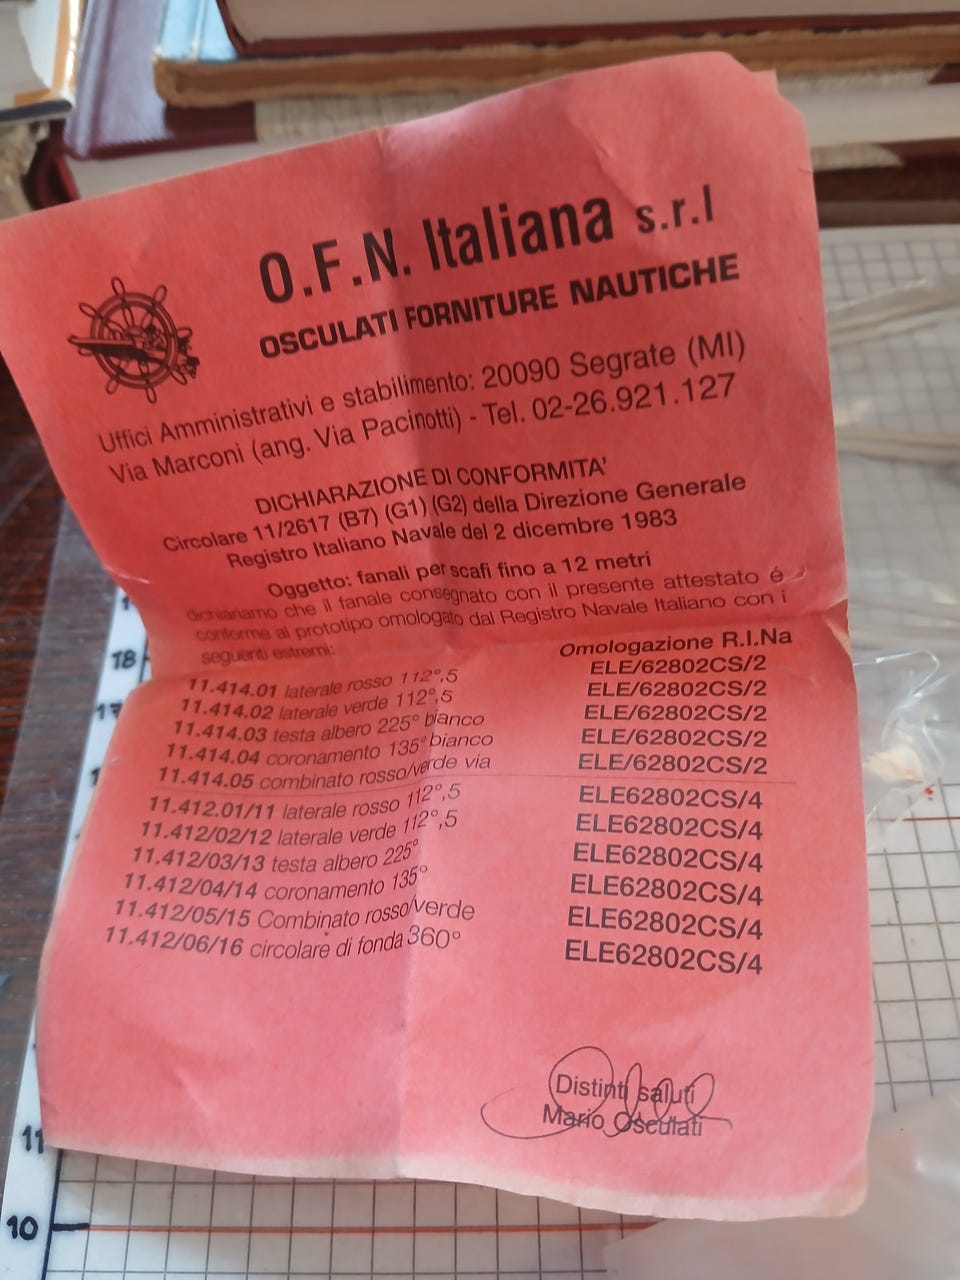 O.F.N. Italiana s.r.l
OSCULATI FORNITURE NAUTICHE
Uffici Amministrativi e stabilimento: 20090 Segrate (MI)
Via Marconi (ang. Via Pacinotti) - Tel. 02-26.921.127
DICHIARAZIONE DI CONFORMITA'
Circolare 11/2617 (B7) (G1) (G2) della Direzione Generale
Registro Italiano Navale del 2 dicembre 1983
Oggetto: fanali per scafi fino a 12 metri
dichiariamo che il fanale consegnato con il presente attestato é
conforme al prototipo omologato dal Registro Navale Italiano con i
seguenti estremi:
Omologazione R.I.Na
11.414.01 laterale rosso 112°,5 ELE/62802CS/2
11.414.02 laterale verde 112°,5 ELE/62802CS/2
11.414.03 testa albero 225° bianco ELE/62802CS/2
11.414.04 coronamento 135° bianco ELE/62802CS/2
11.414.05 combinato rosso/verde via ELE/62802CS/2
11.412.01/11 laterale rosso 112°,5 ELE62802CS/4
11.412/02/12 laterale verde 112°,5 ELE62802CS/4
11.412/03/13 testa albero 225° ELE62802CS/4
11.412/04/14 coronamento 135° ELE62802CS/4
11.412/05/15 Combinato rosso/verde ELE62802CS/4
11.412/06/16 circolare di fonda 360° ELE62802CS/4
Distinti saluti
Mario Osculati
18
11
10